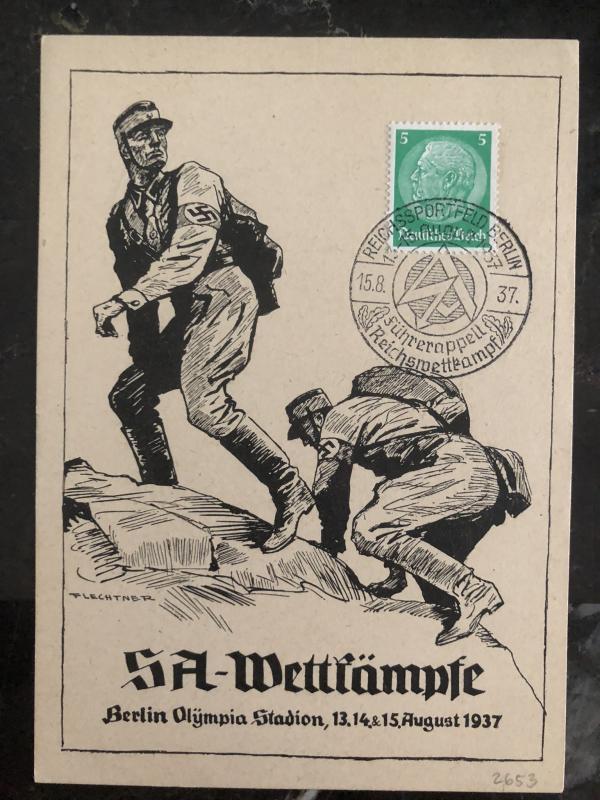 5 5
Deutsches Reich
REICHSSPORTFELD BERLIN
15.8. 37.
Führerappell
Reichswettkampf
FLECHTNER
SA-Wettkämpfe
Berlin Olympia Stadion, 13.14.&15. August 1937
2653